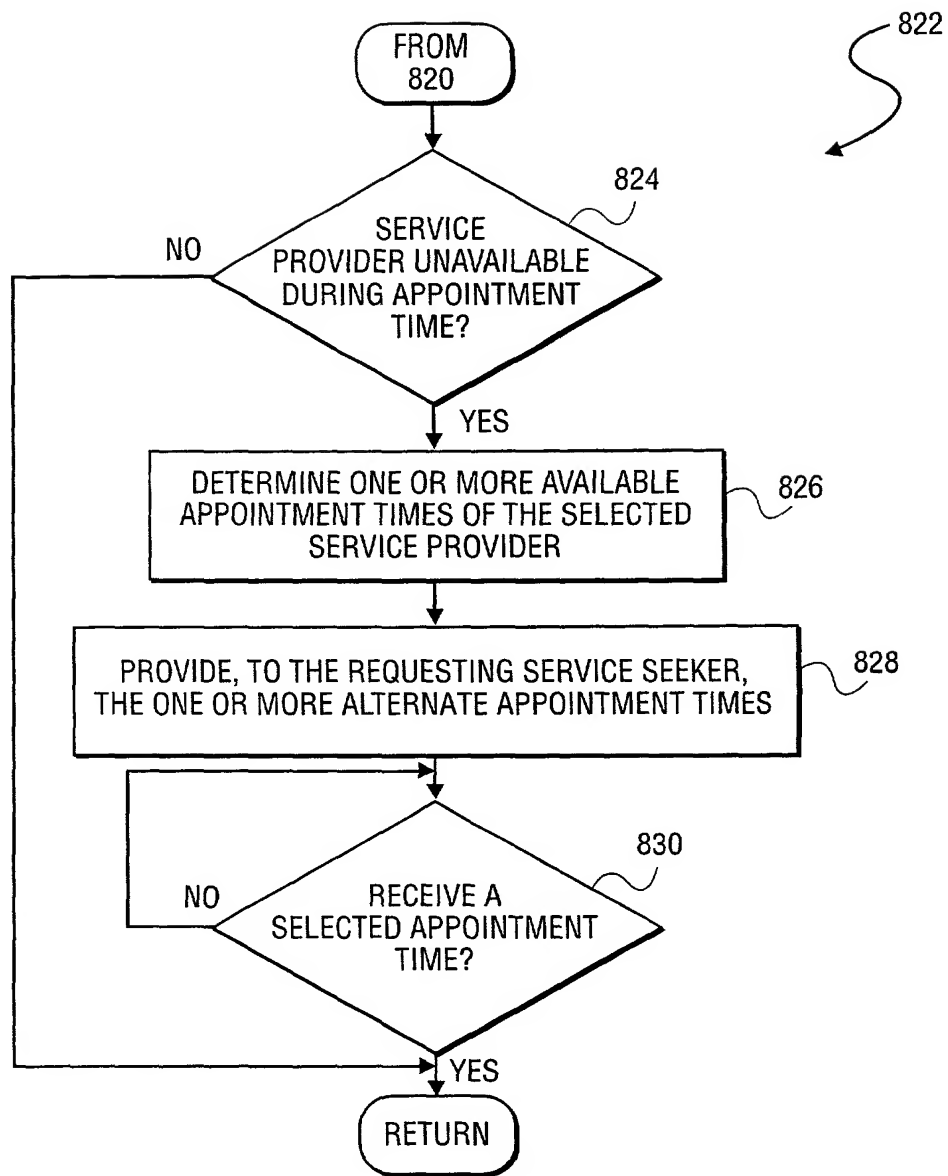 FROM
820
822
824
SERVICE
PROVIDER UNAVAILABLE
DURING APPOINTMENT
TIME?
NO
YES
DETERMINE ONE OR MORE AVAILABLE
APPOINTMENT TIMES OF THE SELECTED
SERVICE PROVIDER
826
PROVIDE, TO THE REQUESTING SERVICE SEEKER,
THE ONE OR MORE ALTERNATE APPOINTMENT TIMES
828
830
NO
RECEIVE A
SELECTED APPOINTMENT
TIME?
YES
RETURN